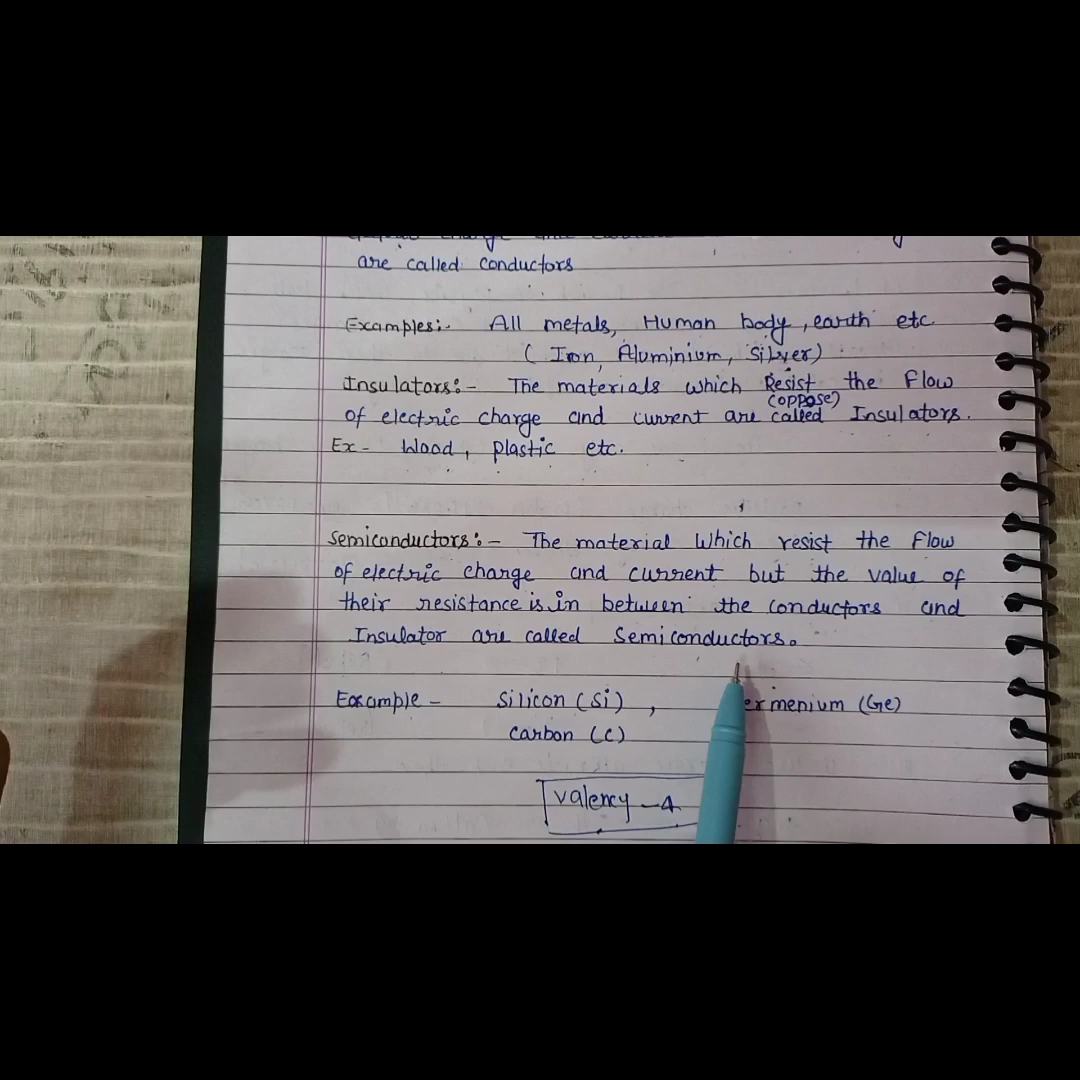 are called conductors
Examples:- All metals, Human body, earth etc.
( Iron, Aluminium, Silver)
Insulators:- The materials which Resist the Flow
(oppose)
of electric charge and current are called Insulators.
Ex- Wood, plastic etc.
Semiconductors:- The material Which resist the Flow
of electric charge and current but the value of
their resistance is in between the conductors and
Insulator are called Semiconductors.
Example - Silicon (Si), ermenium (Ge)
Carbon (C)
Valency - 4